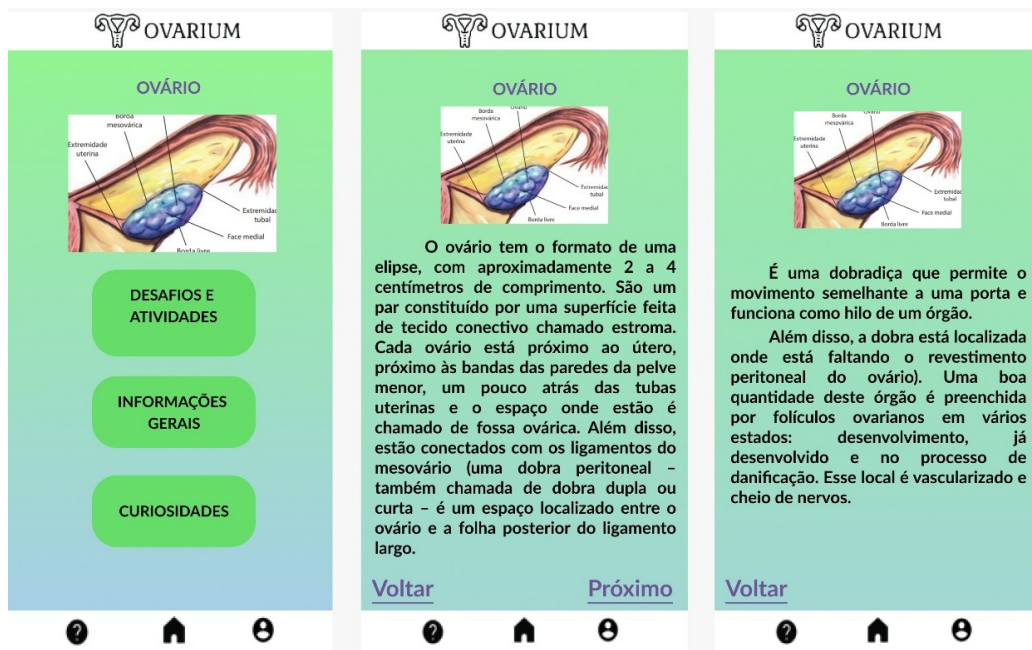 OVARIUM
OVÁRIO
Borda
mesovárica
Extremidade
uterina
Extremidac
tubal
Face medial
Borda livre
DESAFIOS E
ATIVIDADES
INFORMAÇÕES
GERAIS
CURIOSIDADES
OVARIUM
OVÁRIO
Ovário
Borda
mesovárica
Extremidade
uterina
Extremidac
tubal
Face medial
Borda livre
O ovário tem o formato de uma
elipse, com aproximadamente 2 a 4
centímetros de comprimento. São um
par constituído por uma superfície feita
de tecido conectivo chamado estroma.
Cada ovário está próximo ao útero,
próximo às bandas das paredes da pelve
menor, um pouco atrás das tubas
uterinas e o espaço onde estão é
chamado de fossa ovárica. Além disso,
estão conectados com os ligamentos do
mesovário (uma dobra peritoneal –
também chamada de dobra dupla ou
curta – é um espaço localizado entre o
ovário e a folha posterior do ligamento
largo.
Voltar
Próximo
OVARIUM
OVÁRIO
Ovário
Borda
mesovárica
Extremidade
uterina
Extremidac
tubal
Face medial
Borda livre
É uma dobradiça que permite o
movimento semelhante a uma porta e
funciona como hilo de um órgão.
Além disso, a dobra está localizada
onde está faltando o revestimento
peritoneal do ovário). Uma boa
quantidade deste órgão é preenchida
por folículos ovarianos em vários
estados: desenvolvimento, já
desenvolvido e no processo de
danificação. Esse local é vascularizado e
cheio de nervos.
Voltar